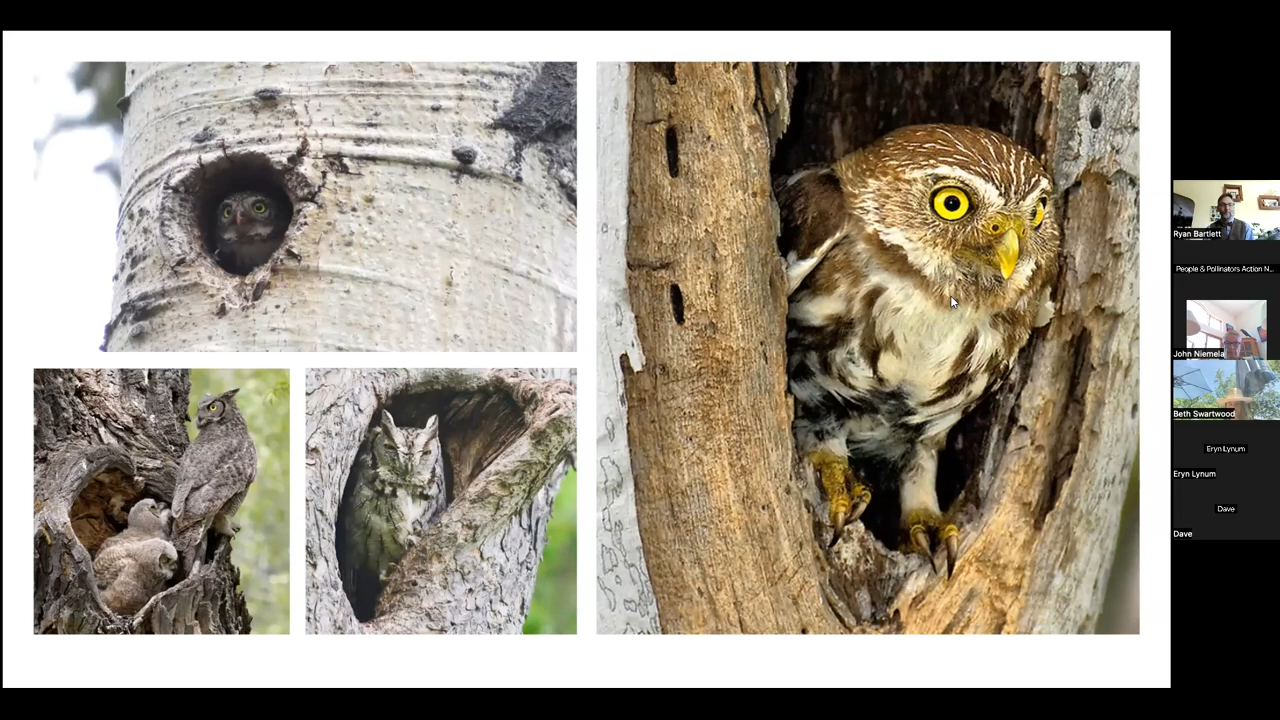 Ryan Bartlett
People & Pollinators Action N...
John Niemela
Beth Swartwood
Eryn Lynum
Eryn Lynum
Dave
Dave